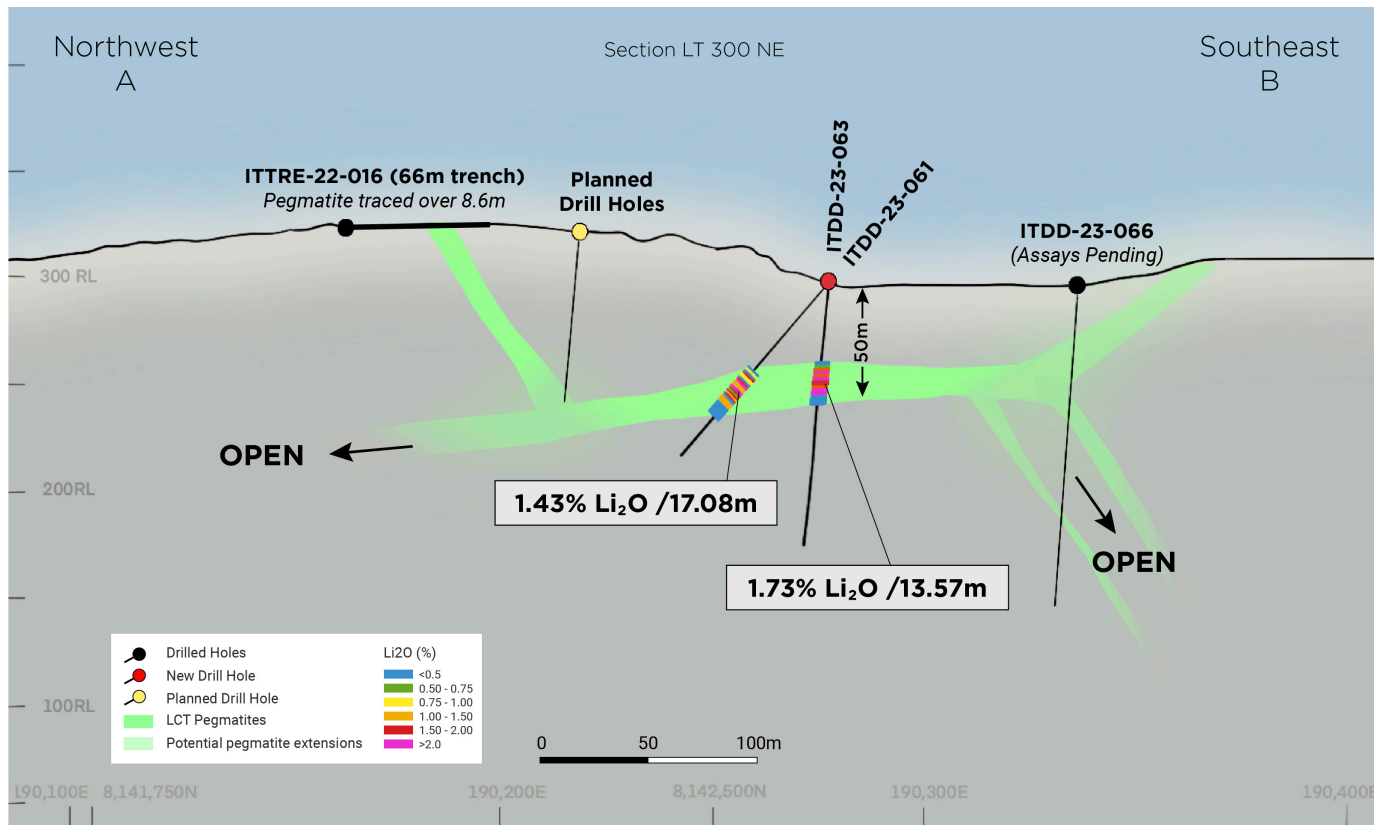 Northwest
A
Section LT 300 NE
Southeast
B
ITTRE-22-016 (66m trench)
Pegmatite traced over 8.6m
Planned
Drill Holes
ITDD-23-063
ITDD-23-061
ITDD-23-066
(Assays Pending)
300 RL
50m
OPEN
200RL
1.43% Li₂O /17.08m
OPEN
1.73% Li₂O /13.57m
Drilled Holes
New Drill Hole
Planned Drill Hole
LCT Pegmatites
Potential pegmatite extensions
Li2O (%)
<0.5
0.50 - 0.75
0.75 - 1.00
1.00 - 1.50
1.50 - 2.00
>2.0
100RL
0 50 100m
190,100E 8,141,750N 190,200E 8,142,500N 190,300E 190,400E